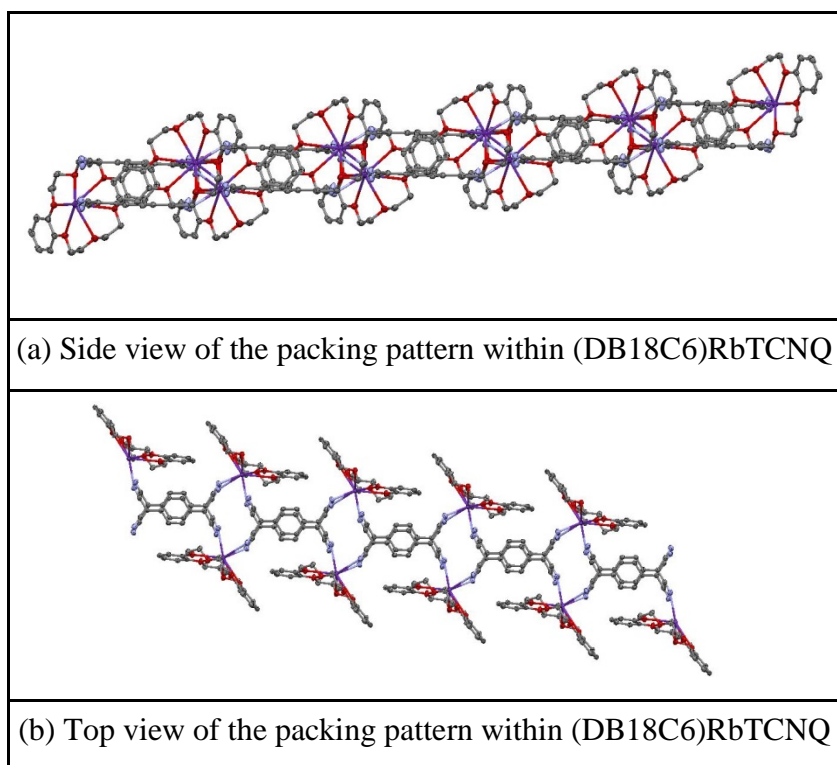 (a) Side view of the packing pattern within (DB18C6)RbTCNQ
(b) Top view of the packing pattern within (DB18C6)RbTCNQ